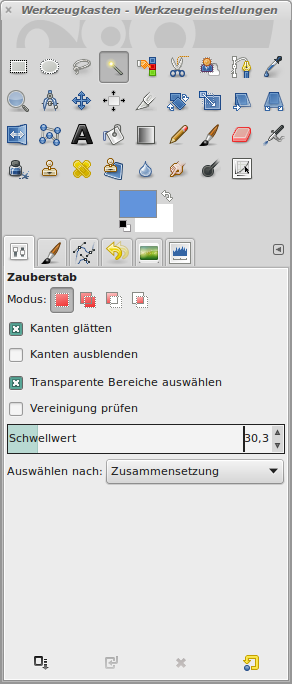 Werkzeugkasten - Werkzeugeinstellungen
Zauberstab
Modus:
Kanten glätten
Kanten ausblenden
Transparente Bereiche auswählen
Vereinigung prüfen
Schwellwert 30,3
Auswählen nach: Zusammensetzung